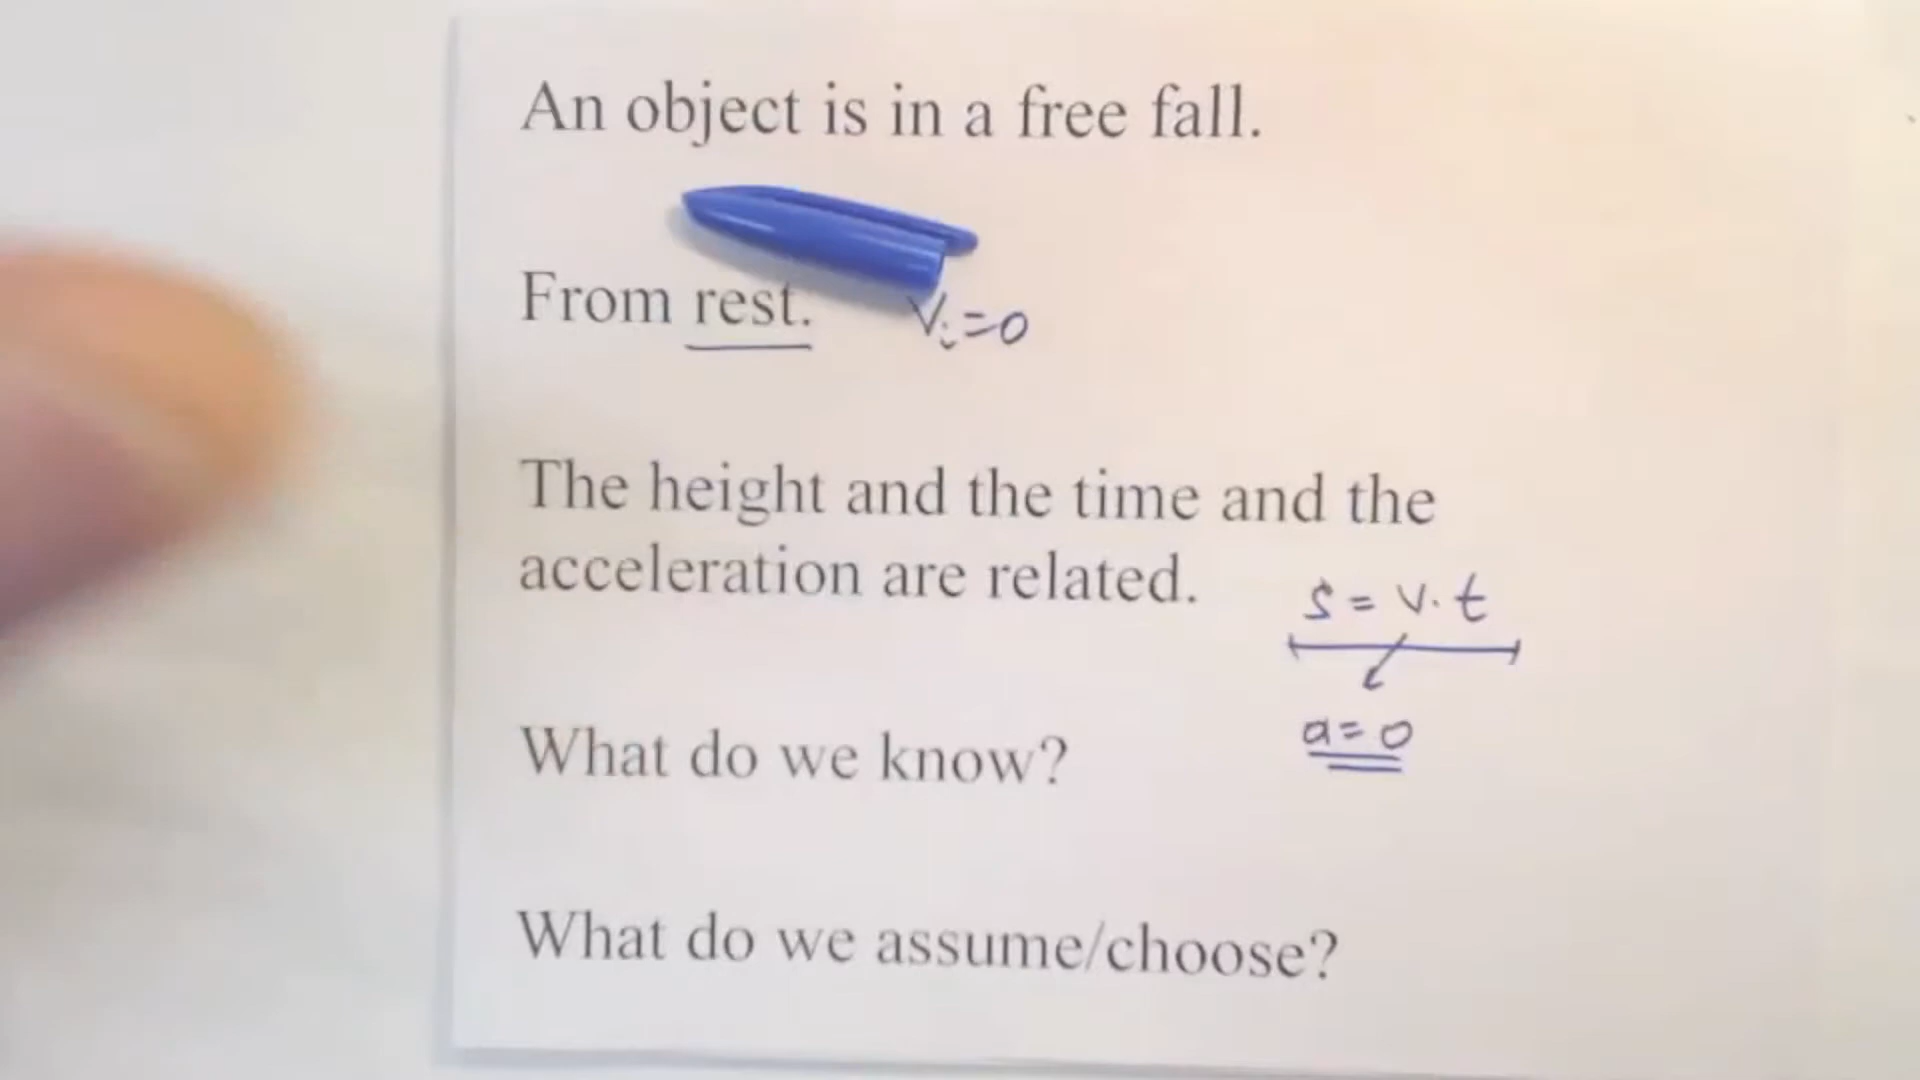 An object is in a free fall.
From rest. Vi=0
The height and the time and the
acceleration are related.
s = v. t
a=0
What do we know?
What do we assume/choose?